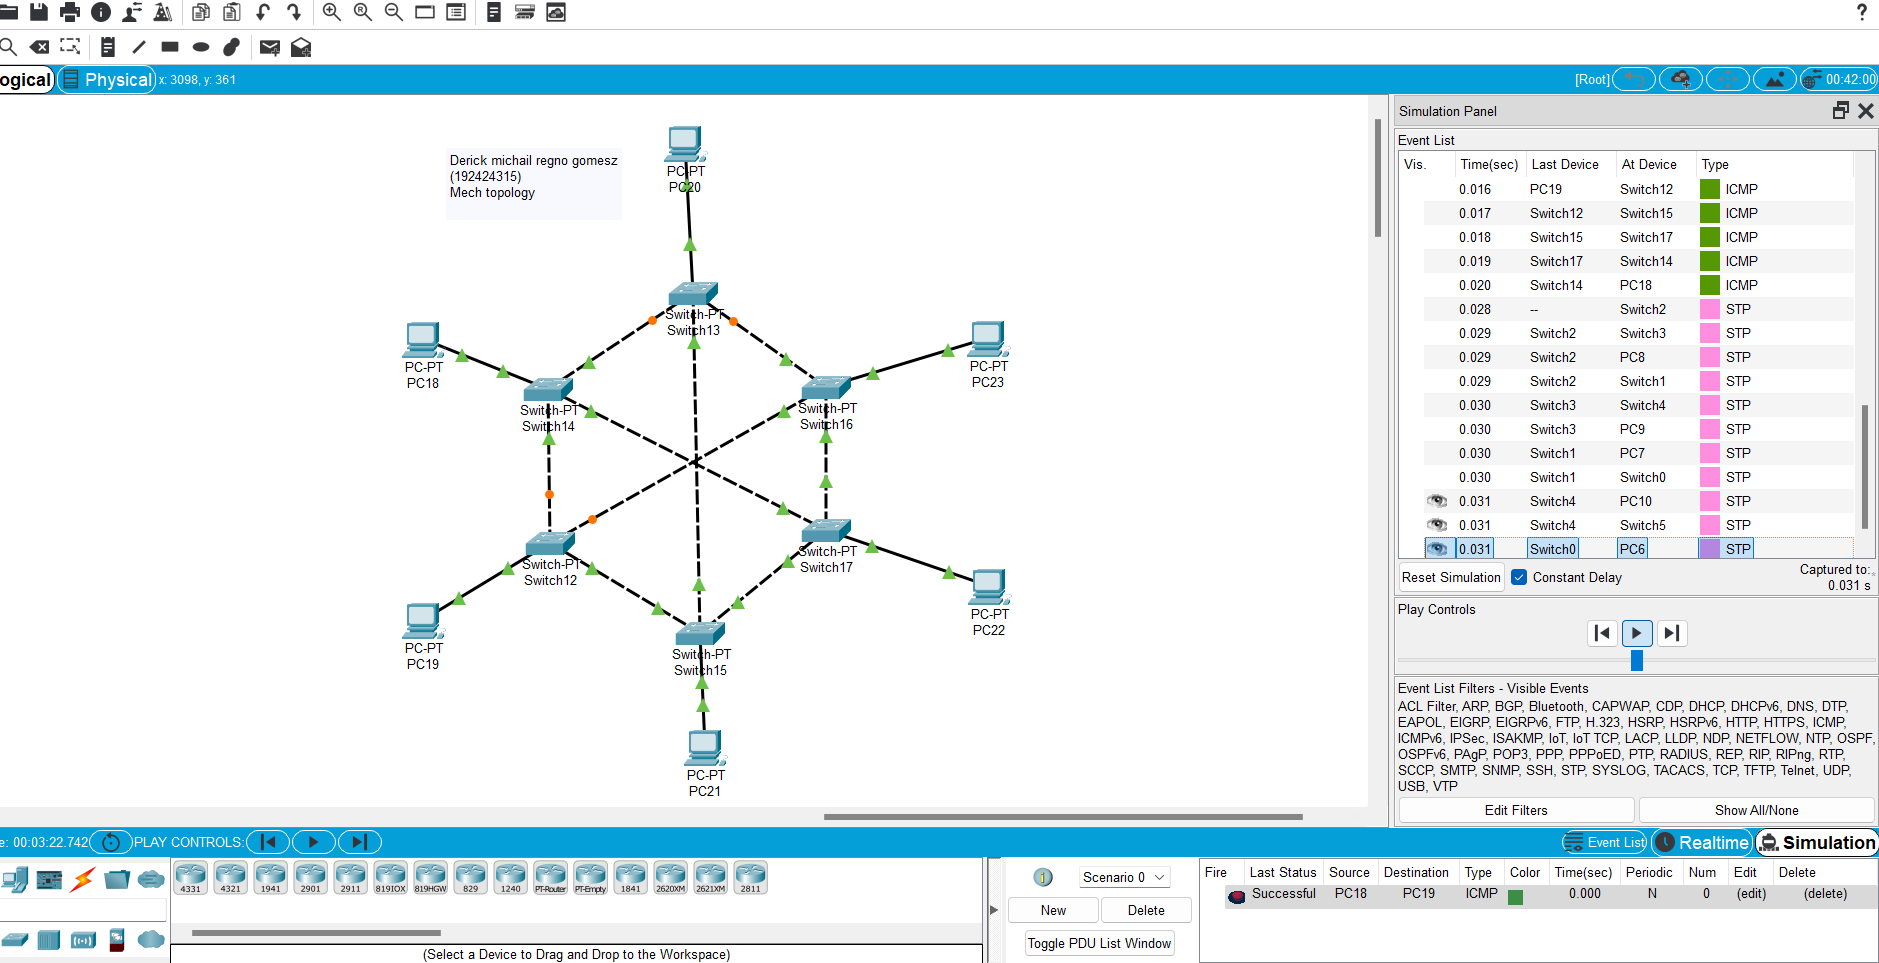 ?
ogical
Physical
x: 3098, y: 361
[Root]
00:42:00
Derick michail regno gomesz
(192424315)
Mech topology
PC-PT
PC20
Switch-PT
Switch13
PC-PT
PC18
PC-PT
PC23
Switch-PT
Switch14
Switch-PT
Switch16
Switch-PT
Switch12
Switch-PT
Switch17
PC-PT
PC19
PC-PT
PC22
Switch-PT
Switch15
PC-PT
PC21
Simulation Panel
Event List
Vis. Time(sec) Last Device At Device Type
0.016 PC19 Switch12 ICMP
0.017 Switch12 Switch15 ICMP
0.018 Switch15 Switch17 ICMP
0.019 Switch17 Switch14 ICMP
0.020 Switch14 PC18 ICMP
0.028 -- Switch2 STP
0.029 Switch2 Switch3 STP
0.029 Switch2 PC8 STP
0.029 Switch2 Switch1 STP
0.030 Switch3 Switch4 STP
0.030 Switch3 PC9 STP
0.030 Switch1 PC7 STP
0.030 Switch1 Switch0 STP
0.031 Switch4 PC10 STP
0.031 Switch4 Switch5 STP
0.031 Switch0 PC6 STP
Reset Simulation
Constant Delay
Captured to:
0.031 s
Play Controls
Event List Filters - Visible Events
ACL Filter, ARP, BGP, Bluetooth, CAPWAP, CDP, DHCP, DHCPv6, DNS, DTP,
EAPOL, EIGRP, EIGRPv6, FTP, H.323, HSRP, HSRPv6, HTTP, HTTPS, ICMP,
ICMPv6, IPSec, ISAKMP, IoT, IoT TCP, LACP, LLDP, NDP, NETFLOW, NTP, OSPF,
OSPFv6, PAgP, POP3, PPP, PPPoED, PTP, RADIUS, REP, RIP, RIPng, RTP,
SCCP, SMTP, SNMP, SSH, STP, SYSLOG, TACACS, TCP, TFTP, Telnet, UDP,
USB, VTP
Edit Filters
Show All/None
e: 00:03:22.742
PLAY CONTROLS:
Event List
Realtime
Simulation
4331 4321 1941 2901 2911 819IOX 819HGW 829 1240 PT-Router PT-Empty 1841 2620XM 2621XM 2811
(Select a Device to Drag and Drop to the Workspace)
Scenario 0
New
Delete
Toggle PDU List Window
Fire Last Status Source Destination Type Color Time(sec) Periodic Num Edit Delete
Successful PC18 PC19 ICMP 0.000 N 0 (edit) (delete)